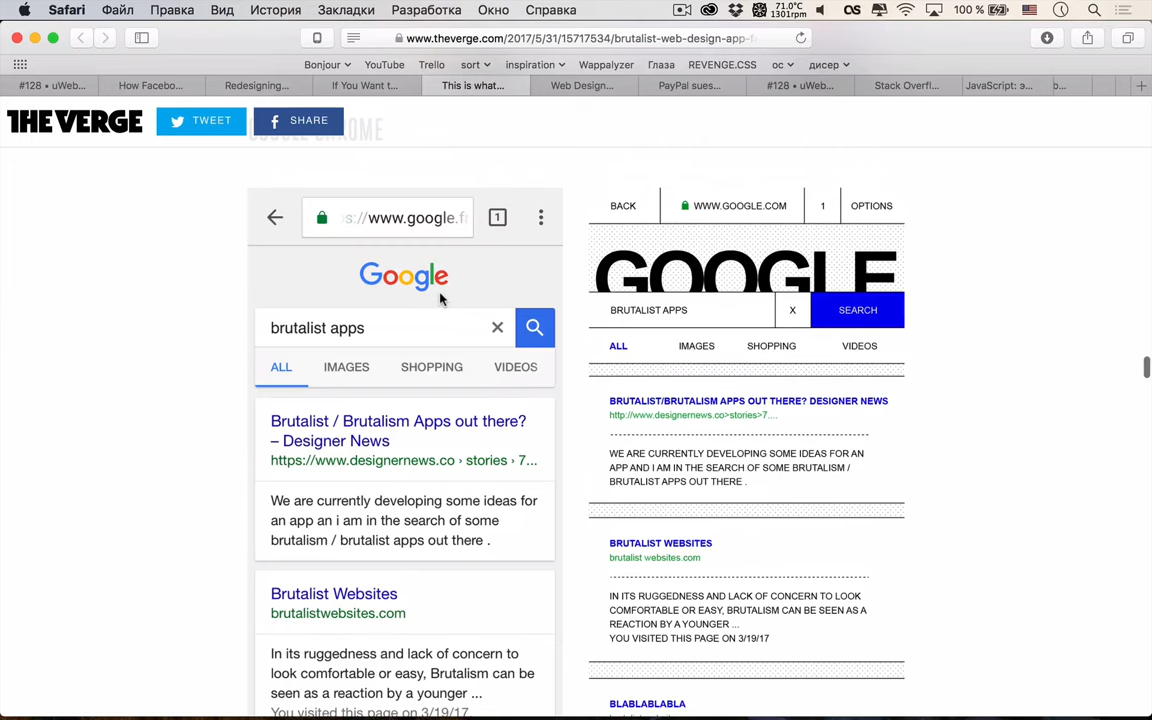 Safari Файл Правка Вид История Закладки Разработка Окно Справка 71.0°C 1301rpm 100 %
www.theverge.com/2017/5/31/15717534/brutalist-web-design-app-f
Bonjour YouTube Trello sort inspiration Wappalyzer Глаза REVENGE.CSS ос дисер
#128 • uWeb... How Facebo... Redesigning... If You Want t... This is what... Web Design... PayPal sues... #128 • uWeb... Stack Overfl... JavaScript: э... b...
THE VERGE TWEET SHARE
GOOGLE CHROME
s://www.google.f 1
Google
brutalist apps
ALL IMAGES SHOPPING VIDEOS
Brutalist / Brutalism Apps out there?
– Designer News
https://www.designernews.co › stories › 7...
We are currently developing some ideas for
an app an i am in the search of some
brutalism / brutalist apps out there .
Brutalist Websites
brutalistwebsites.com
In its ruggedness and lack of concern to
look comfortable or easy, Brutalism can be
seen as a reaction by a younger ...
You visited this page on 3/19/17
BACK WWW.GOOGLE.COM 1 OPTIONS
GOOGLE
BRUTALIST APPS X SEARCH
ALL IMAGES SHOPPING VIDEOS
BRUTALIST/BRUTALISM APPS OUT THERE? DESIGNER NEWS
http://www.designernews.co>stories>7....
WE ARE CURRENTLY DEVELOPING SOME IDEAS FOR AN
APP AND I AM IN THE SEARCH OF SOME BRUTALISM /
BRUTALIST APPS OUT THERE .
BRUTALIST WEBSITES
brutalist websites.com
IN ITS RUGGEDNESS AND LACK OF CONCERN TO LOOK
COMFORTABLE OR EASY, BRUTALISM CAN BE SEEN AS A
REACTION BY A YOUNGER ...
YOU VISITED THIS PAGE ON 3/19/17
BLABLABLABLA